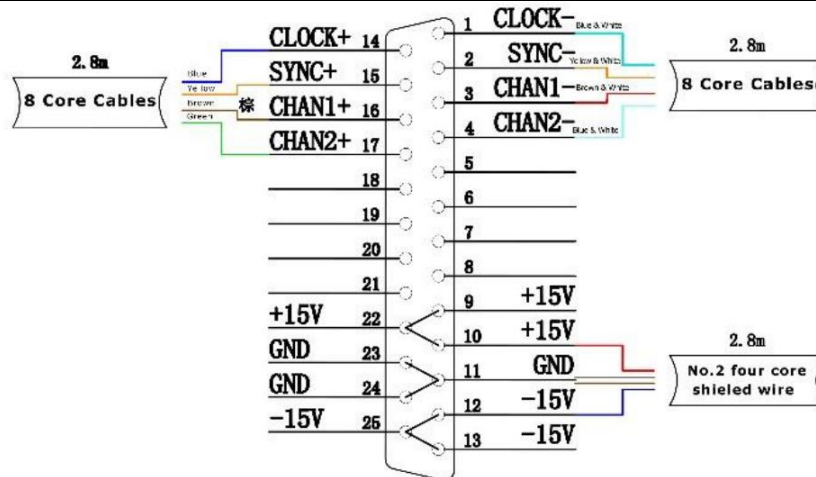 1 CLOCK- Blue & White
CLOCK+ 14
2.8m
2.8m
2 SYNC- Yellow & White
SYNC+ 15
Blue
8 Core Cables
Yellow
8 Core Cables
3 CHAN1- Brown & White
Brown
棕 CHAN1+ 16
Green
4 CHAN2- Blue & White
CHAN2+ 17
5
18
6
19
7
20
8
21
9 +15V
+15V 22
10 +15V
2.8m
GND 23
11 GND
No.2 four core
shieled wire
GND 24
12 -15V
-15V 25
13 -15V